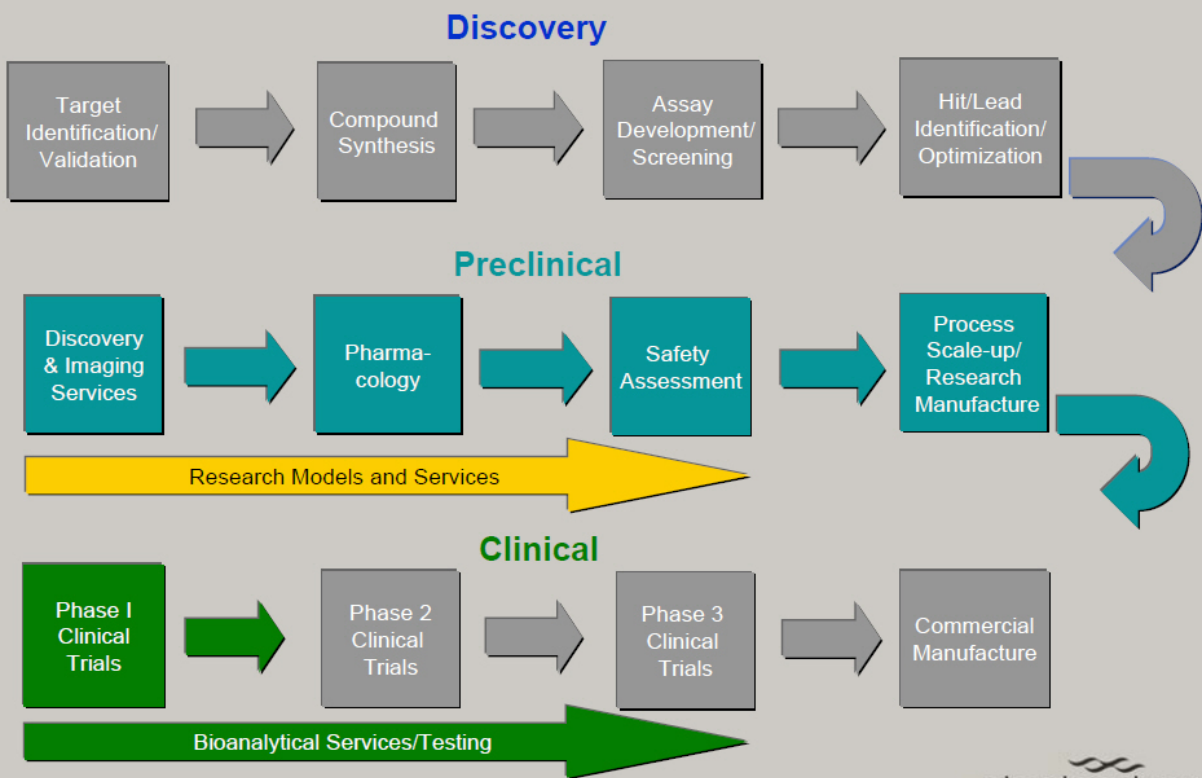 Discovery
Target
Identification/
Validation
Compound
Synthesis
Assay
Development/
Screening
Hit/Lead
Identification/
Optimization
Preclinical
Discovery
& Imaging
Services
Pharma-
cology
Safety
Assessment
Process
Scale-up/
Research
Manufacture
Research Models and Services
Clinical
Phase I
Clinical
Trials
Phase 2
Clinical
Trials
Phase 3
Clinical
Trials
Commercial
Manufacture
Bioanalytical Services/Testing